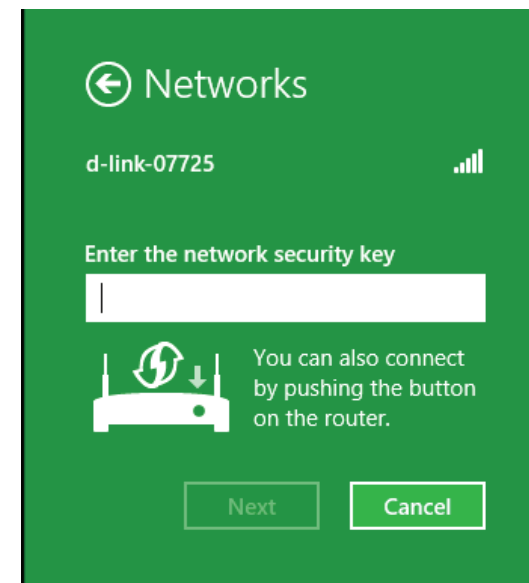 Networks
d-link-07725
Enter the network security key
You can also connect
by pushing the button
on the router.
Next
Cancel